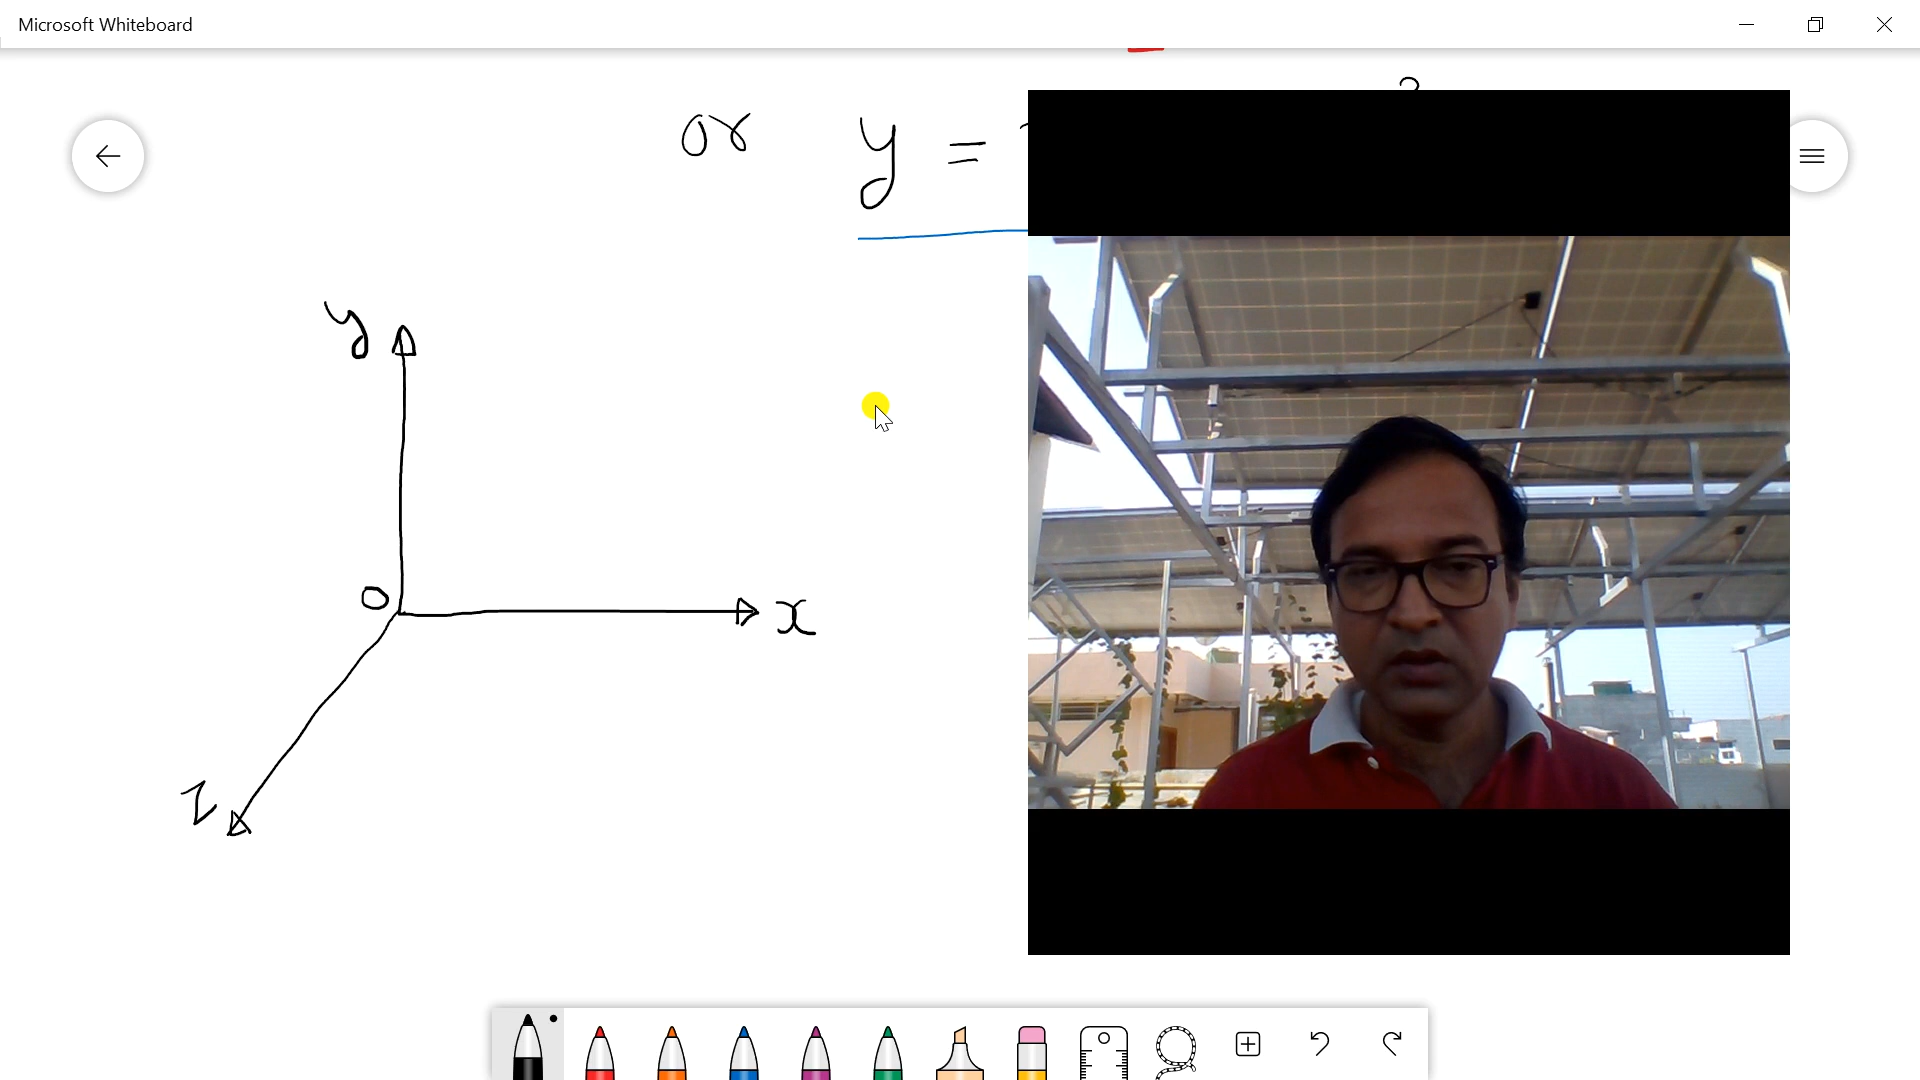 Microsoft Whiteboard
or y =
y
O
x
z